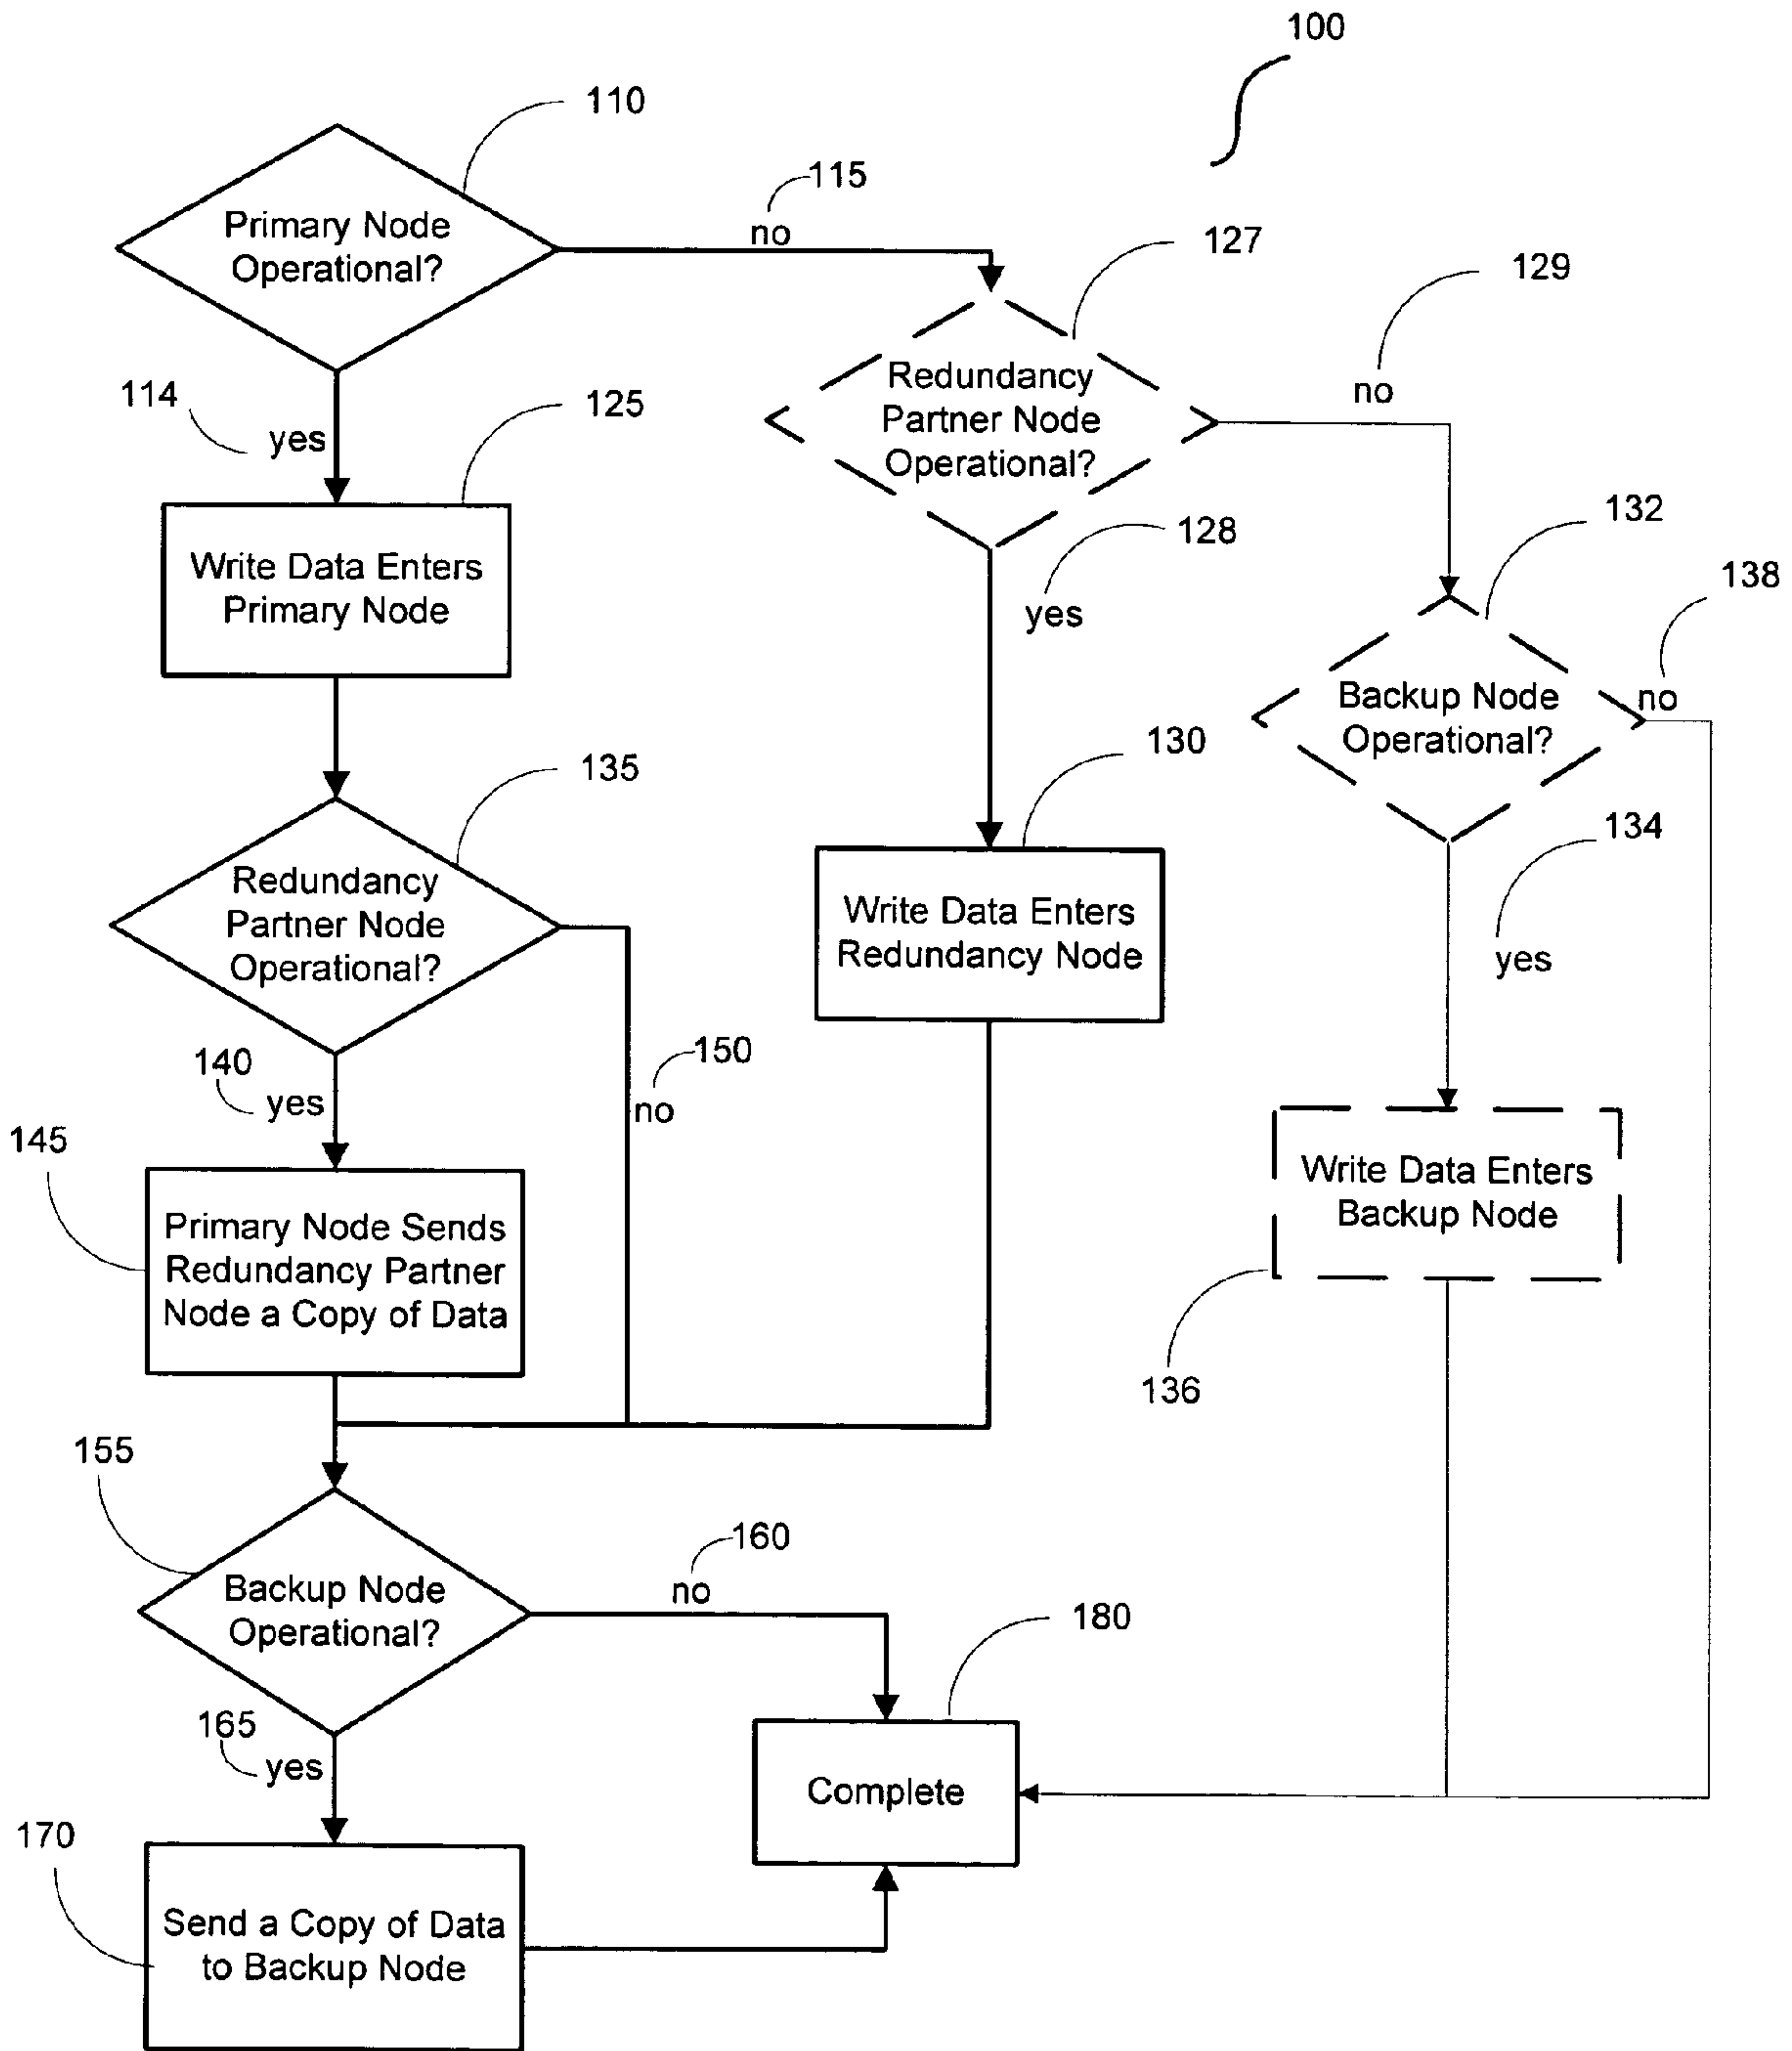 100
110
Primary Node
Operational?
115
no
127
129
no
Redundancy
Partner Node
Operational?
114
yes
125
Write Data Enters
Primary Node
128
yes
132
138
no
Backup Node
Operational?
135
Redundancy
Partner Node
Operational?
130
Write Data Enters
Redundancy Node
134
yes
140
yes
150
no
145
Primary Node Sends
Redundancy Partner
Node a Copy of Data
Write Data Enters
Backup Node
136
155
Backup Node
Operational?
160
no
180
Complete
165
yes
170
Send a Copy of Data
to Backup Node